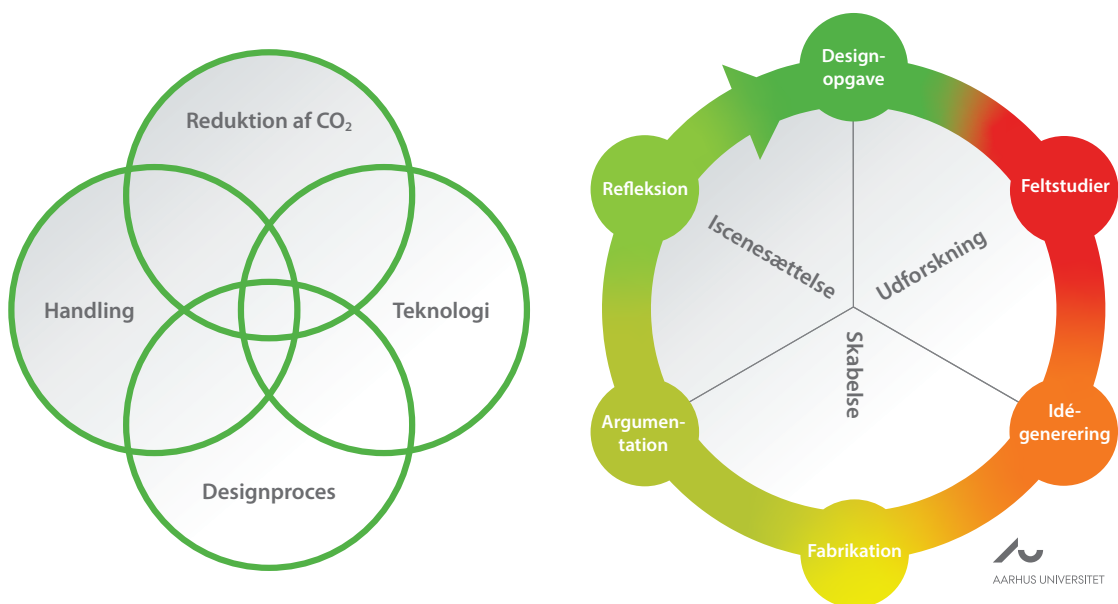 Reduktion af CO₂
Handling
Teknologi
Designproces
Design-
opgave
Feltstudier
Idé-
generering
Fabrikation
Argumen-
tation
Refleksion
Iscenesættelse
Udforskning
Skabelse
AARHUS UNIVERSITET